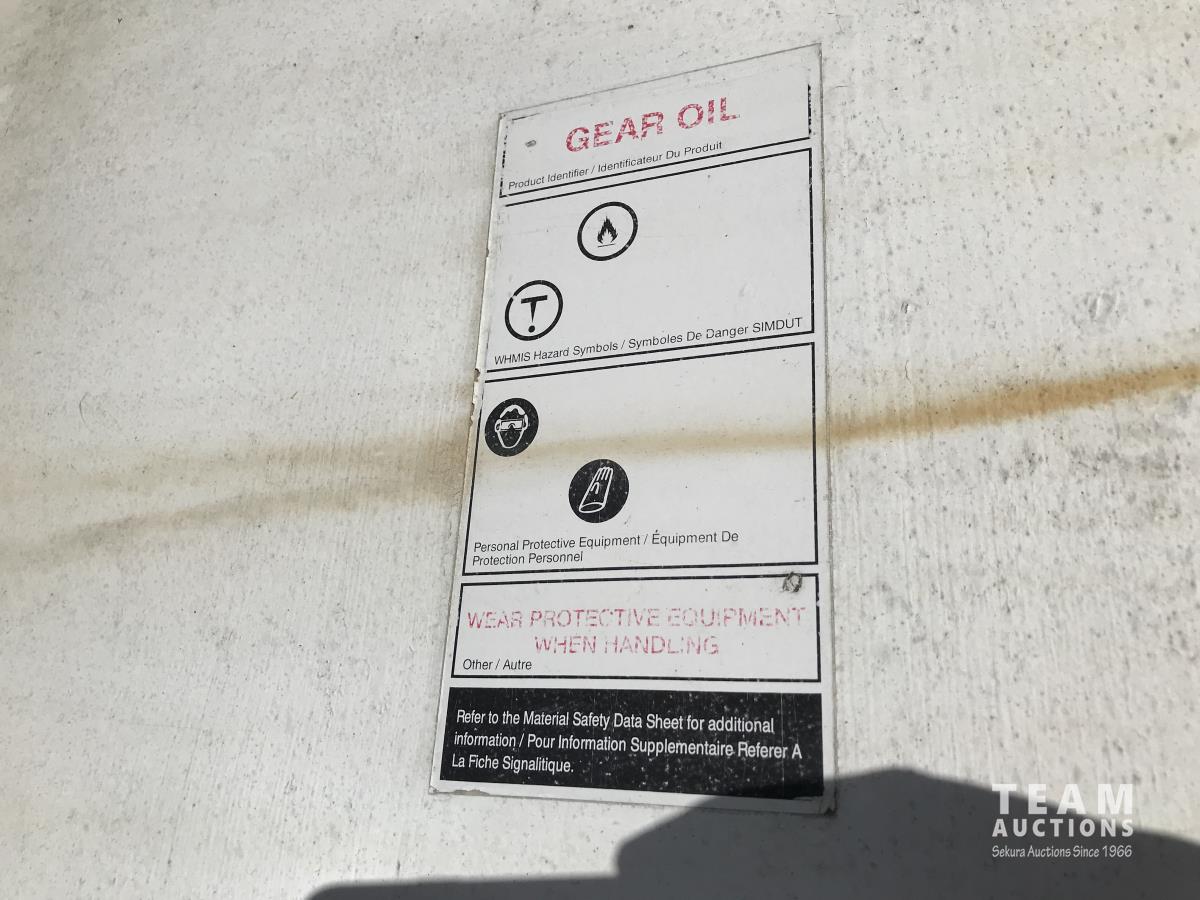 GEAR OIL
Product Identifier / Identificateur Du Produit
WHMIS Hazard Symbols / Symboles De Danger SIMDUT
Personal Protective Equipment / Équipment De
Protection Personnel
WEAR PROTECTIVE EQUIPMENT
WHEN HANDLING
Other / Autre
Refer to the Material Safety Data Sheet for additional
information / Pour Information Supplementaire Referer A
La Fiche Signalitique.
TEAM
AUCTIONS
Sekura Auctions Since 1966